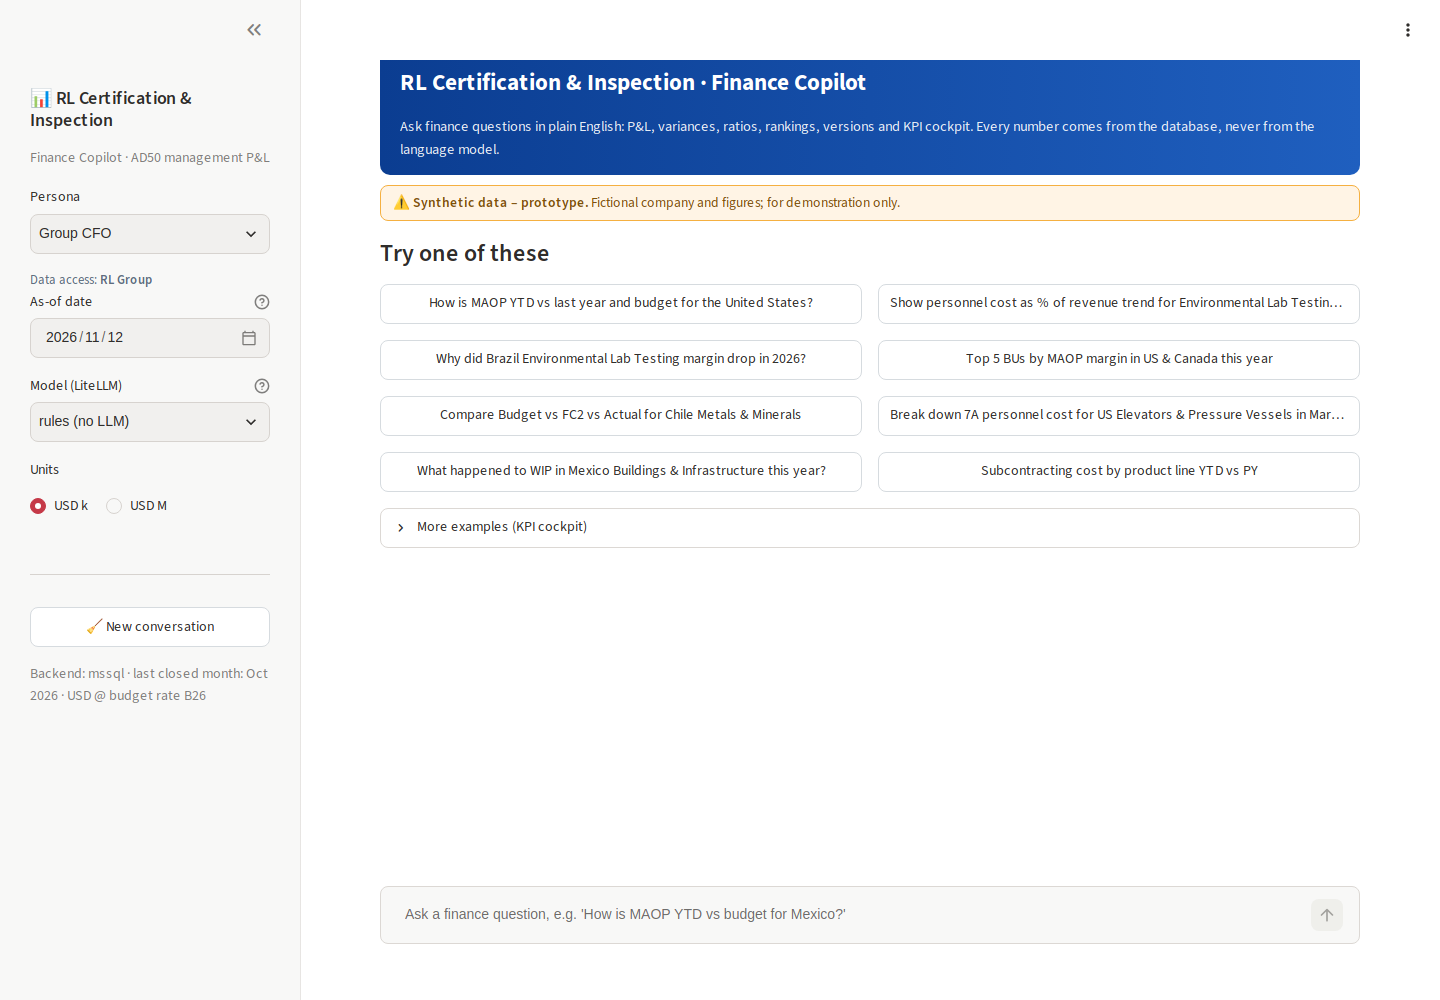 📊 RL Certification &
Inspection
Finance Copilot · AD50 management P&L
Persona
Group CFO
Data access: RL Group
As-of date
2026/11/12
Model (LiteLLM)
rules (no LLM)
Units
USD k
USD M
🧹 New conversation
Backend: mssql · last closed month: Oct
2026 · USD @ budget rate B26
RL Certification & Inspection · Finance Copilot
Ask finance questions in plain English: P&L, variances, ratios, rankings, versions and KPI cockpit. Every number comes from the database, never from the
language model.
⚠️ Synthetic data – prototype. Fictional company and figures; for demonstration only.
Try one of these
How is MAOP YTD vs last year and budget for the United States?
Show personnel cost as % of revenue trend for Environmental Lab Testin...
Why did Brazil Environmental Lab Testing margin drop in 2026?
Top 5 BUs by MAOP margin in US & Canada this year
Compare Budget vs FC2 vs Actual for Chile Metals & Minerals
Break down 7A personnel cost for US Elevators & Pressure Vessels in Mar...
What happened to WIP in Mexico Buildings & Infrastructure this year?
Subcontracting cost by product line YTD vs PY
More examples (KPI cockpit)
Ask a finance question, e.g. 'How is MAOP YTD vs budget for Mexico?'